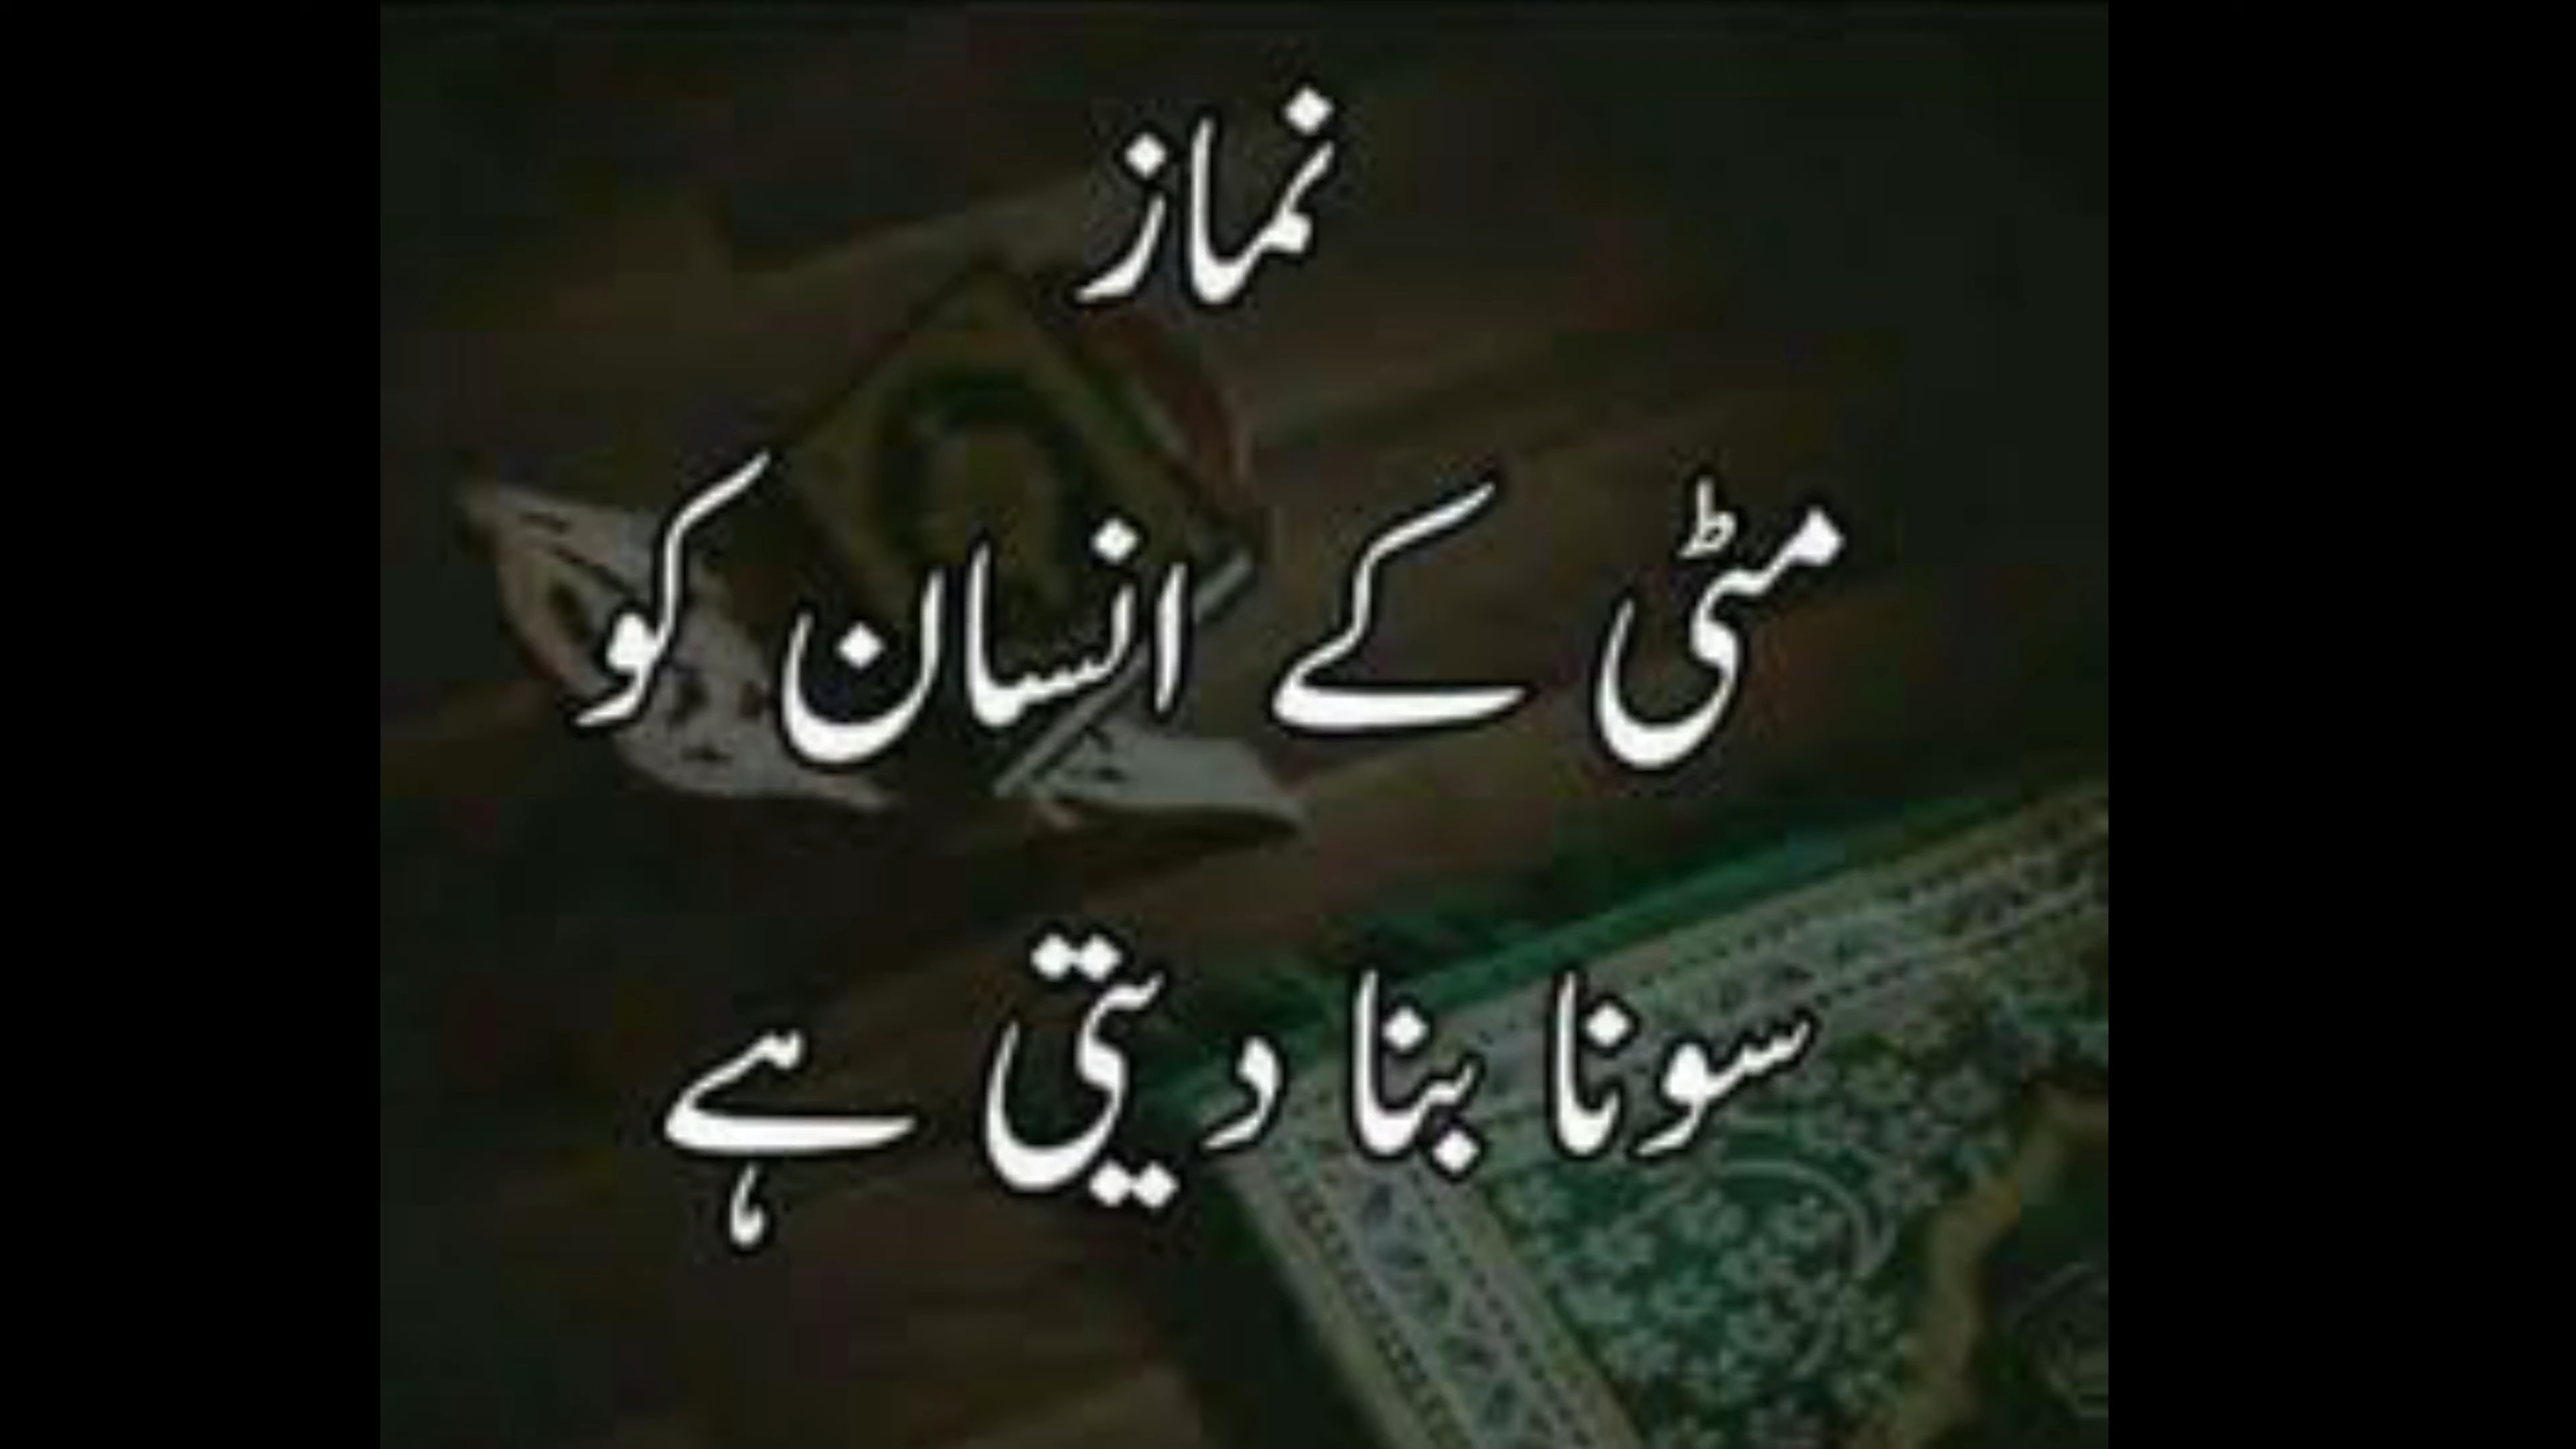 نماز
مٹی کے انسان کو
سونا بنا دیتی ہے